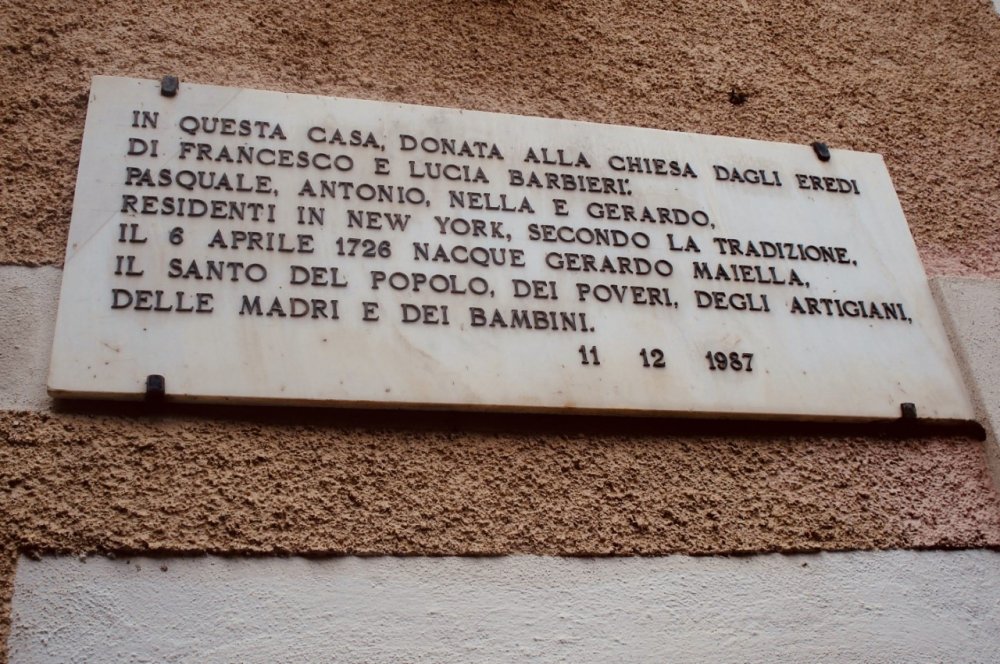 IN QUESTA CASA, DONATA ALLA CHIESA DAGLI EREDI
DI FRANCESCO E LUCIA BARBIERI:
PASQUALE, ANTONIO, NELLA E GERARDO,
RESIDENTI IN NEW YORK, SECONDO LA TRADIZIONE,
IL 6 APRILE 1726 NACQUE GERARDO MAIELLA,
IL SANTO DEL POPOLO, DEI POVERI, DEGLI ARTIGIANI,
DELLE MADRI E DEI BAMBINI.
11 12 1987